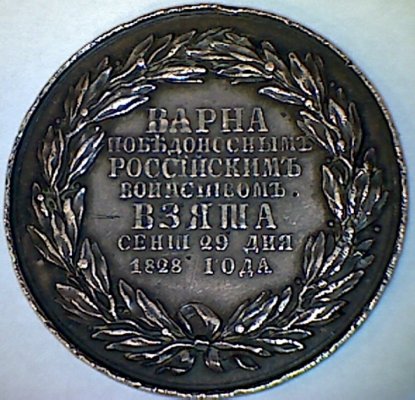 ВАРНА
ПОБѢДОНОСНЫМЪ
РОССІЙСКИМЪ
ВОИНСТВОМЪ
ВЗЯТА
СЕНТ 29 ДНЯ
1828 ГОДА